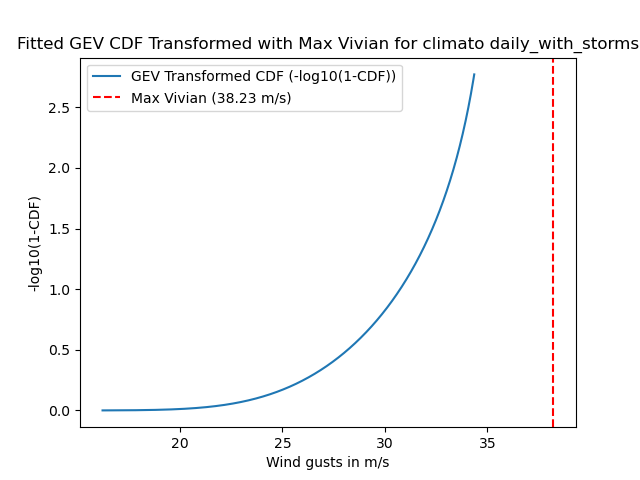 Fitted GEV CDF Transformed with Max Vivian for climato daily_with_storms
GEV Transformed CDF (-log10(1-CDF))
Max Vivian (38.23 m/s)
-log10(1-CDF)
2.5
2.0
1.5
1.0
0.5
0.0
20 25 30 35
Wind gusts in m/s